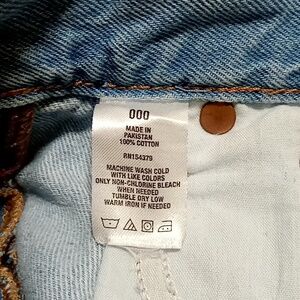 000
MADE IN
PAKISTAN
100% COTTON
RN154379
MACHINE WASH COLD
WITH LIKE COLORS
ONLY NON-CHLORINE BLEACH
WHEN NEEDED
TUMBLE DRY LOW
WARM IRON IF NEEDED